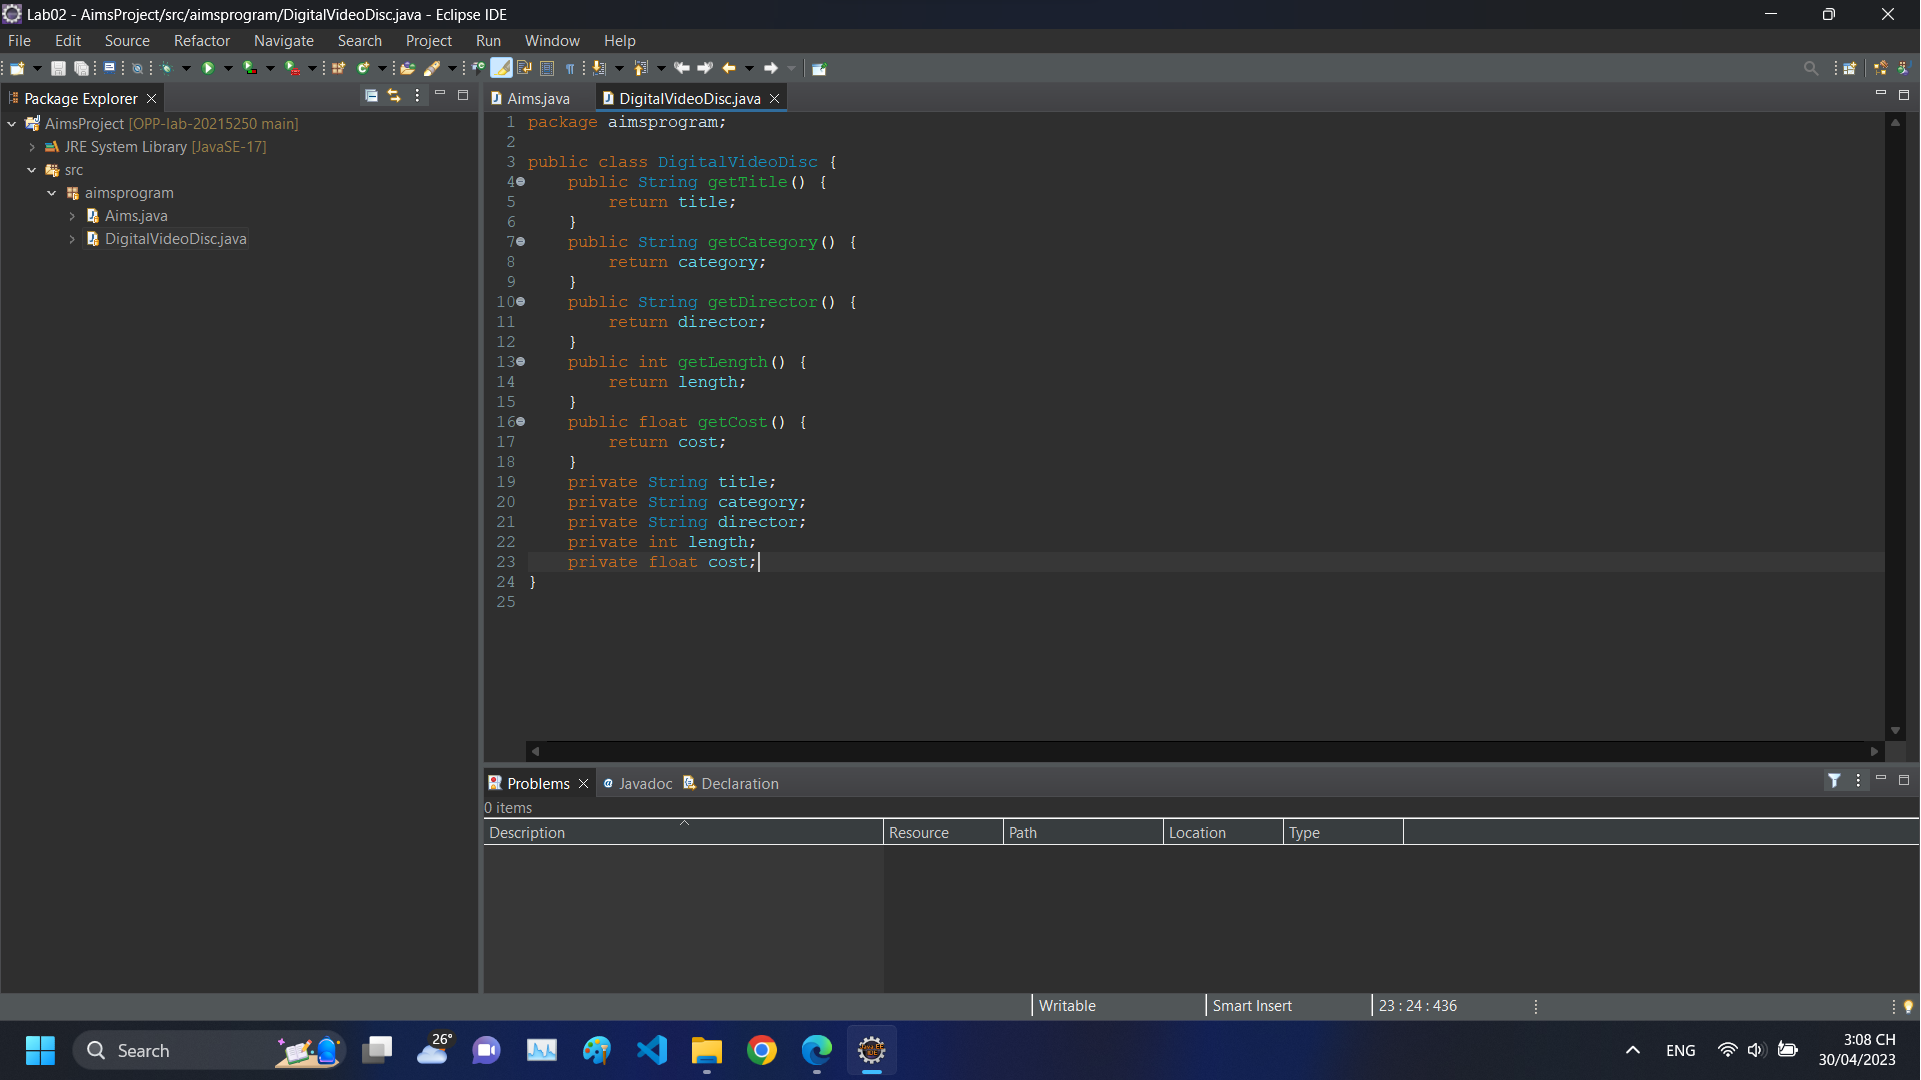 Lab02 - AimsProject/src/aimsprogram/DigitalVideoDisc.java - Eclipse IDE
File Edit Source Refactor Navigate Search Project Run Window Help
Package Explorer
AimsProject [OPP-lab-20215250 main]
JRE System Library [JavaSE-17]
src
aimsprogram
Aims.java
DigitalVideoDisc.java
Aims.java DigitalVideoDisc.java
1 package aimsprogram;
2
3 public class DigitalVideoDisc {
4 public String getTitle() {
5 return title;
6 }
7 public String getCategory() {
8 return category;
9 }
10 public String getDirector() {
11 return director;
12 }
13 public int getLength() {
14 return length;
15 }
16 public float getCost() {
17 return cost;
18 }
19 private String title;
20 private String category;
21 private String director;
22 private int length;
23 private float cost;
24 }
25
Problems Javadoc Declaration
0 items
Description Resource Path Location Type
Writable Smart Insert 23 : 24 : 436
Search 26° ENG 3:08 CH
30/04/2023